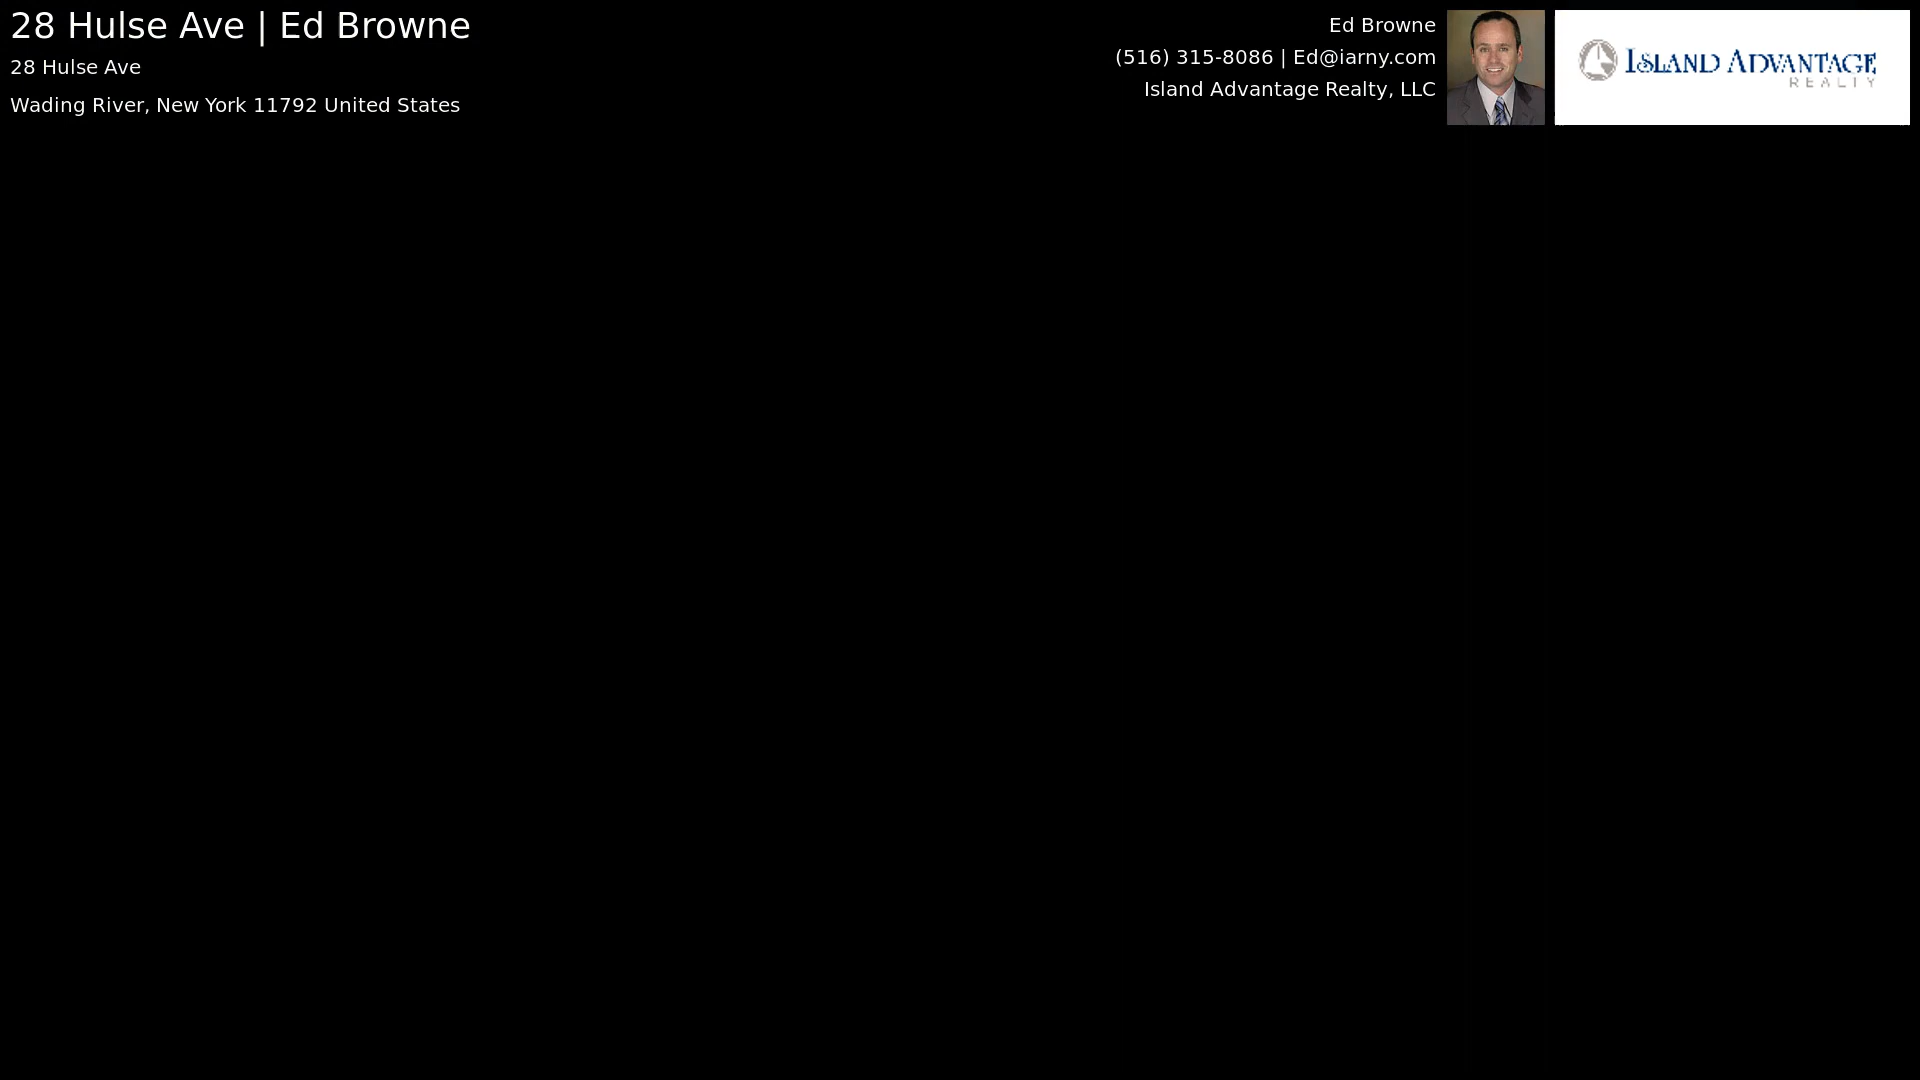 28 Hulse Ave | Ed Browne
28 Hulse Ave
Wading River, New York 11792 United States
Ed Browne
(516) 315-8086 | Ed@iarny.com
Island Advantage Realty, LLC
ISLAND ADVANTAGE
REALTY